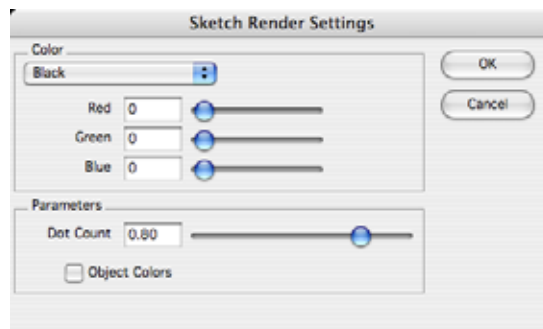 Sketch Render Settings
Color
Black
OK
Red 0
Cancel
Green 0
Blue 0
Parameters
Dot Count 0.80
Object Colors